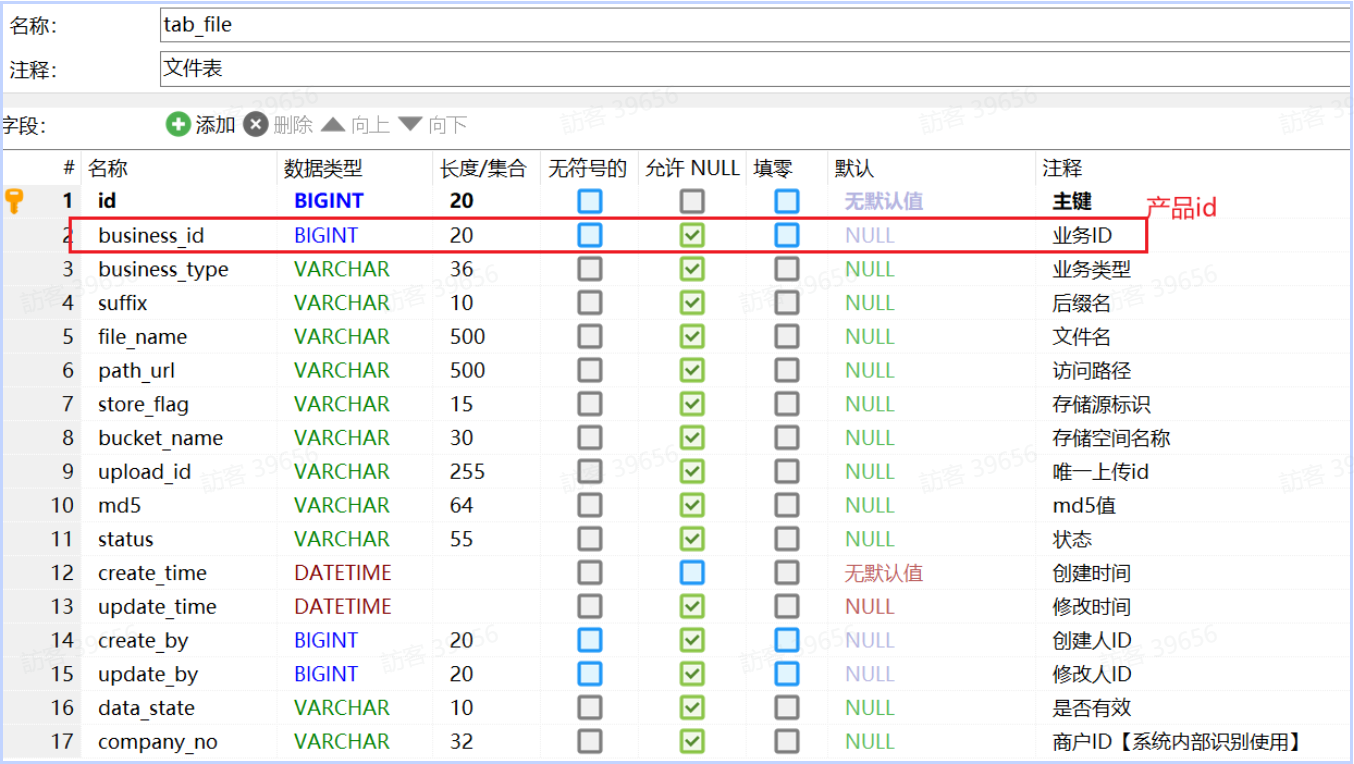 名称: tab_file
注释: 文件表
字段: 添加 删除 向上 向下
# 名称 数据类型 长度/集合 无符号的 允许 NULL 填零 默认 注释
1 id BIGINT 20 无默认值 主键 产品id
2 business_id BIGINT 20 NULL 业务ID
3 business_type VARCHAR 36 NULL 业务类型
4 suffix VARCHAR 10 NULL 后缀名
5 file_name VARCHAR 500 NULL 文件名
6 path_url VARCHAR 500 NULL 访问路径
7 store_flag VARCHAR 15 NULL 存储源标识
8 bucket_name VARCHAR 30 NULL 存储空间名称
9 upload_id VARCHAR 255 NULL 唯一上传id
10 md5 VARCHAR 64 NULL md5值
11 status VARCHAR 55 NULL 状态
12 create_time DATETIME 无默认值 创建时间
13 update_time DATETIME NULL 修改时间
14 create_by BIGINT 20 NULL 创建人ID
15 update_by BIGINT 20 NULL 修改人ID
16 data_state VARCHAR 10 NULL 是否有效
17 company_no VARCHAR 32 NULL 商户ID【系统内部识别使用】
訪客 39656